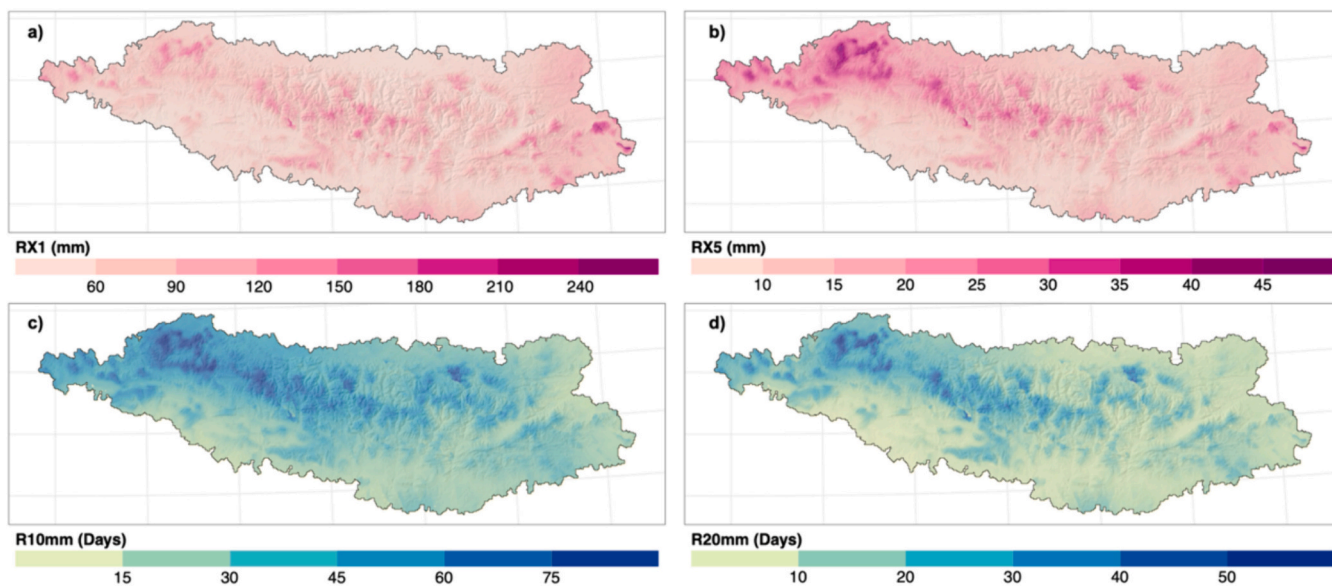 a)
b)
RX1 (mm)
60 90 120 150 180 210 240
RX5 (mm)
10 15 20 25 30 35 40 45
c)
d)
R10mm (Days)
15 30 45 60 75
R20mm (Days)
10 20 30 40 50